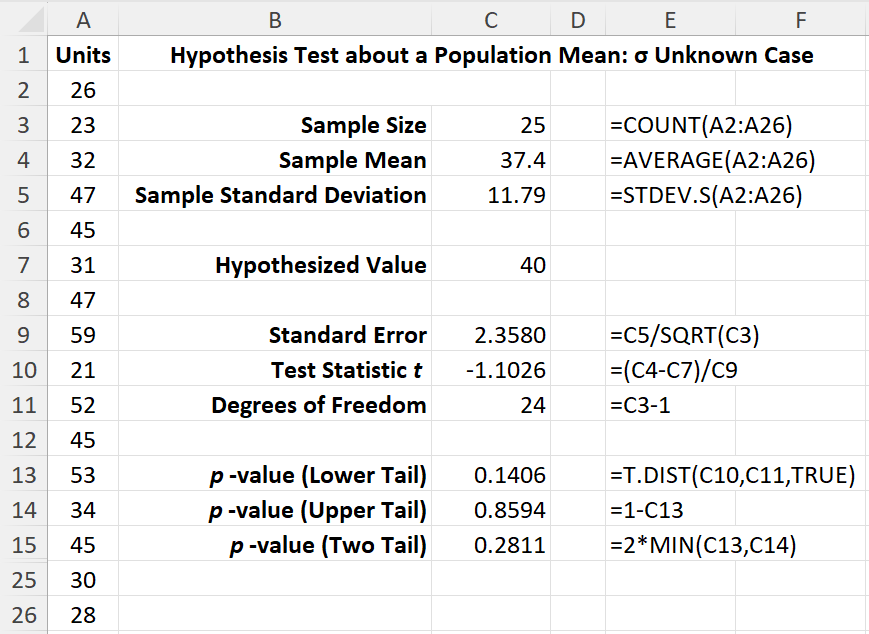 A B C D E F
1 Units Hypothesis Test about a Population Mean: σ Unknown Case
2 26
3 23 Sample Size 25 =COUNT(A2:A26)
4 32 Sample Mean 37.4 =AVERAGE(A2:A26)
5 47 Sample Standard Deviation 11.79 =STDEV.S(A2:A26)
6 45
7 31 Hypothesized Value 40
8 47
9 59 Standard Error 2.3580 =C5/SQRT(C3)
10 21 Test Statistic t -1.1026 =(C4-C7)/C9
11 52 Degrees of Freedom 24 =C3-1
12 45
13 53 p -value (Lower Tail) 0.1406 =T.DIST(C10,C11,TRUE)
14 34 p -value (Upper Tail) 0.8594 =1-C13
15 45 p -value (Two Tail) 0.2811 =2*MIN(C13,C14)
25 30
26 28